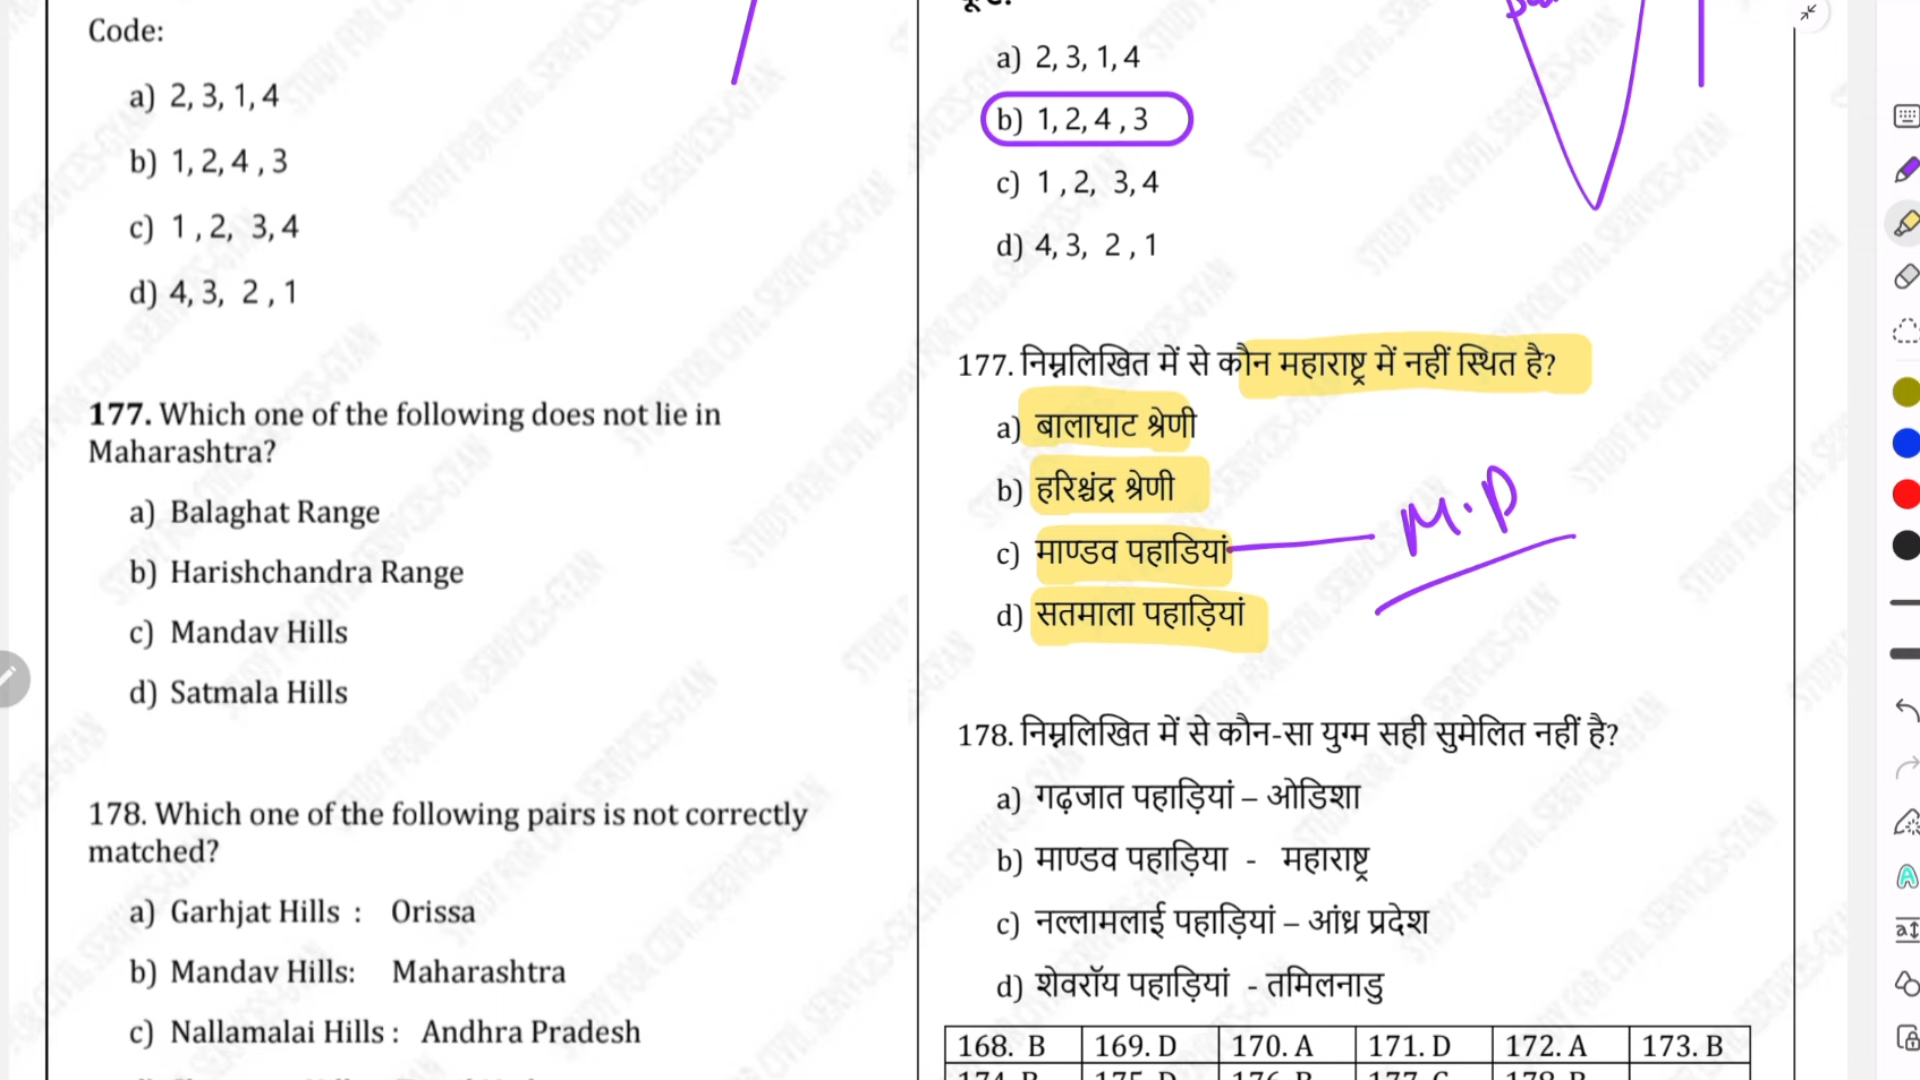 Code:
a) 2, 3, 1, 4
b) 1, 2, 4 , 3
c) 1 , 2,  3, 4
d) 4, 3,  2 , 1
177. Which one of the following does not lie in
Maharashtra?
a) Balaghat Range
b) Harishchandra Range
c) Mandav Hills
d) Satmala Hills
178. Which one of the following pairs is not correctly
matched?
a) Garhjat Hills :   Orissa
b) Mandav Hills:    Maharashtra
c) Nallamalai Hills :   Andhra Pradesh
a) 2, 3, 1, 4
b) 1, 2, 4 , 3
c) 1 , 2,  3, 4
d) 4, 3,  2 , 1
177. निम्नलिखित में से कौन महाराष्ट्र में नहीं स्थित है?
a) बालाघाट श्रेणी
b) हरिश्चंद्र श्रेणी
c) माण्डव पहाडियां
M.P
d) सतमाला पहाड़ियां
178. निम्नलिखित में से कौन-सा युग्म सही सुमेलित नहीं है?
a) गढ़जात पहाड़ियां – ओडिशा
b) माण्डव पहाड़िया  -   महाराष्ट्र
c) नल्लामलाई पहाड़ियां – आंध्र प्रदेश
d) शेवरॉय पहाड़ियां  - तमिलनाडु
168. B 169. D 170. A 171. D 172. A 173. B
STUDY FOR CIVIL SERVICES-GYAN